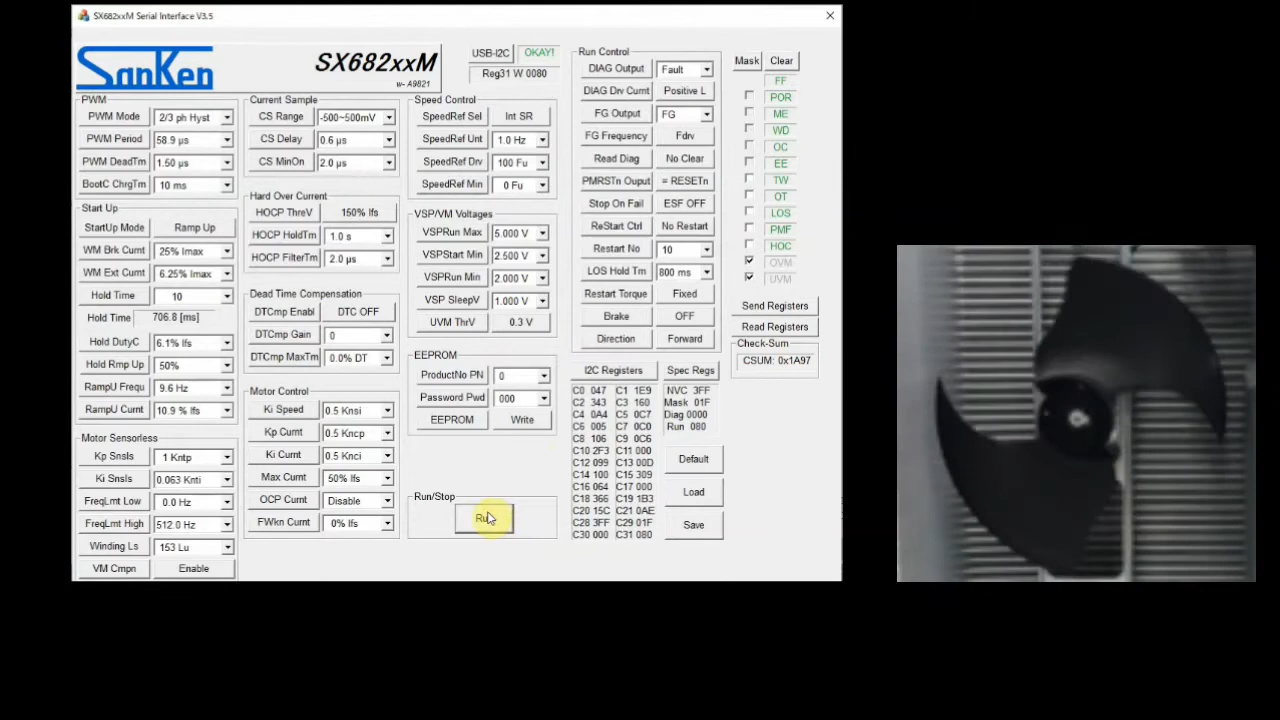 SX682xxM Serial Interface V3.5
SanKen
SX682xxM
w- A9821
USB-I2C OKAY!
Reg31 W 0080
PWM
PWM Mode 2/3 ph Hyst
PWM Period 58.9 µs
PWM DeadTm 1.50 µs
BootC ChrgTm 10 ms
Start Up
StartUp Mode Ramp Up
WM Brk Curnt 25% Imax
WM Ext Curnt 6.25% Imax
Hold Time 10
Hold Time 706.8 [ms]
Hold DutyC 6.1% Ifs
Hold Rmp Up 50%
RampU Frequ 9.6 Hz
RampU Curnt 10.9 % Ifs
Motor Sensorless
Kp Snsls 1 Kntp
Ki Snsls 0.063 Knti
FreqLmt Low 0.0 Hz
FreqLmt High 512.0 Hz
Winding Ls 153 Lu
VM Cmpn Enable
Current Sample
CS Range -500~500mV
CS Delay 0.6 µs
CS MinOn 2.0 µs
Hard Over Current
HOCP ThreV 150% Ifs
HOCP HoldTm 1.0 s
HOCP FilterTm 2.0 µs
Dead Time Compensation
DTCmp Enabl DTC OFF
DTCmp Gain 0
DTCmp MaxTm 0.0% DT
Motor Control
Ki Speed 0.5 Knsi
Kp Curnt 0.5 Kncp
Ki Curnt 0.5 Knci
Max Curnt 50% Ifs
OCP Curnt Disable
FWkn Curnt 0% Ifs
Speed Control
SpeedRef Sel Int SR
SpeedRef Unt 1.0 Hz
SpeedRef Drv 100 Fu
SpeedRef Min 0 Fu
VSP/VM Voltages
VSPRun Max 5.000 V
VSPStart Min 2.500 V
VSPRun Min 2.000 V
VSP SleepV 1.000 V
UVM ThrV 0.3 V
EEPROM
ProductNo PN 0
Password Pwd 000
EEPROM Write
Run/Stop
Run Control
DIAG Output Fault
DIAG Drv Curnt Positive L
FG Output FG
FG Frequency Fdrv
Read Diag No Clear
PMRSTn Ouput = RESETn
Stop On Fail ESF OFF
ReStart Ctrl No Restart
Restart No 10
LOS Hold Tm 800 ms
Restart Torque Fixed
Brake OFF
Direction Forward
I2C Registers Spec Regs
C0 047 C1 1E9
C2 343 C3 160
C4 0A4 C5 0C7
C6 005 C7 0C0
C8 106 C9 0C6
C10 2F3 C11 000
C12 099 C13 00D
C14 100 C15 309
C16 064 C17 000
C18 366 C19 1B3
C20 15C C21 0AE
C28 3FF C29 01F
C30 000 C31 080
NVC 3FF
Mask 01F
Diag 0000
Run 080
Default
Load
Save
Mask Clear
FF
POR
ME
WD
OC
EE
TW
OT
LOS
PMF
HOC
OVM
UVM
Send Registers
Read Registers
Check-Sum
CSUM: 0x1A97